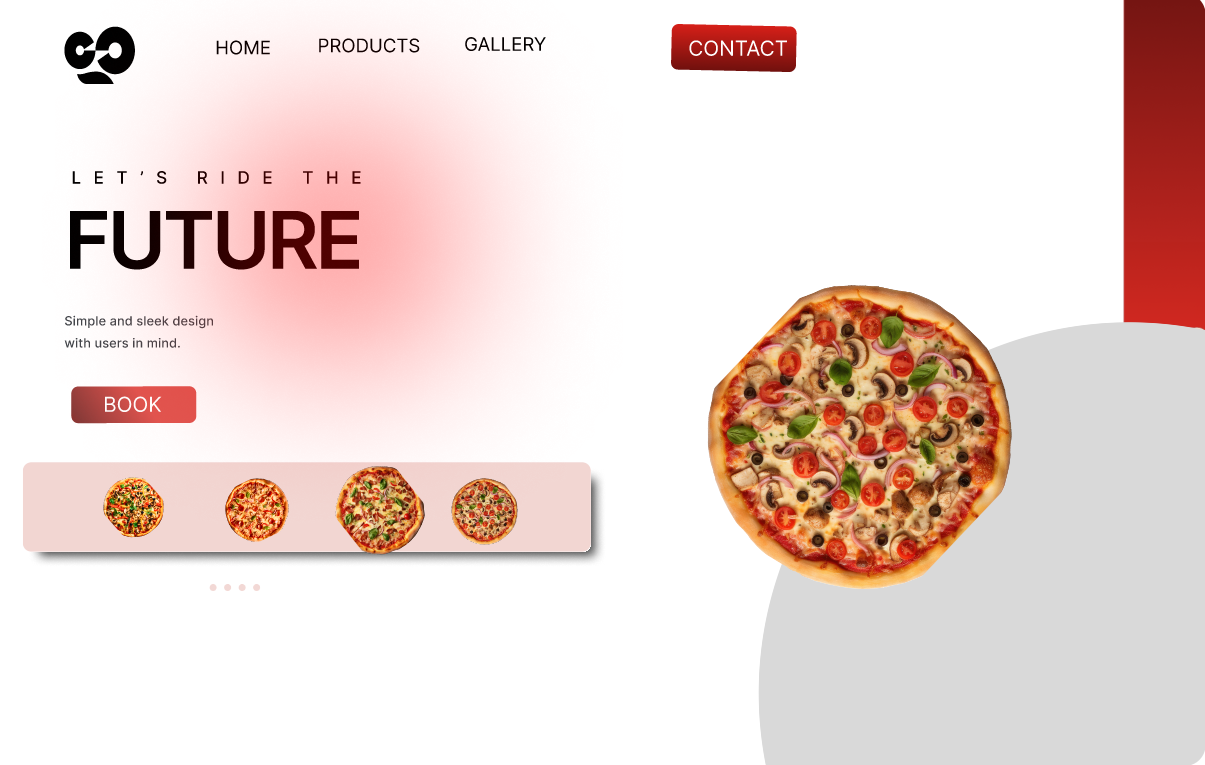 HOME PRODUCTS GALLERY CONTACT
LET'S RIDE THE
FUTURE
Simple and sleek design
with users in mind.
BOOK